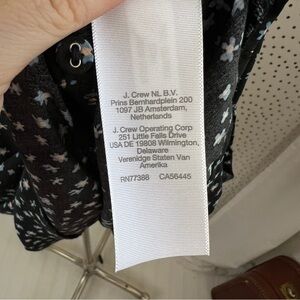 J. Crew NL B.V.
Prins Bernhardplein 200
1097 JB Amsterdam,
Netherlands
J. Crew Operating Corp
251 Little Falls Drive
USA DE 19808 Wilmington,
Delaware
Verenidge Staten Van
Amerika
RN77388 CA56445